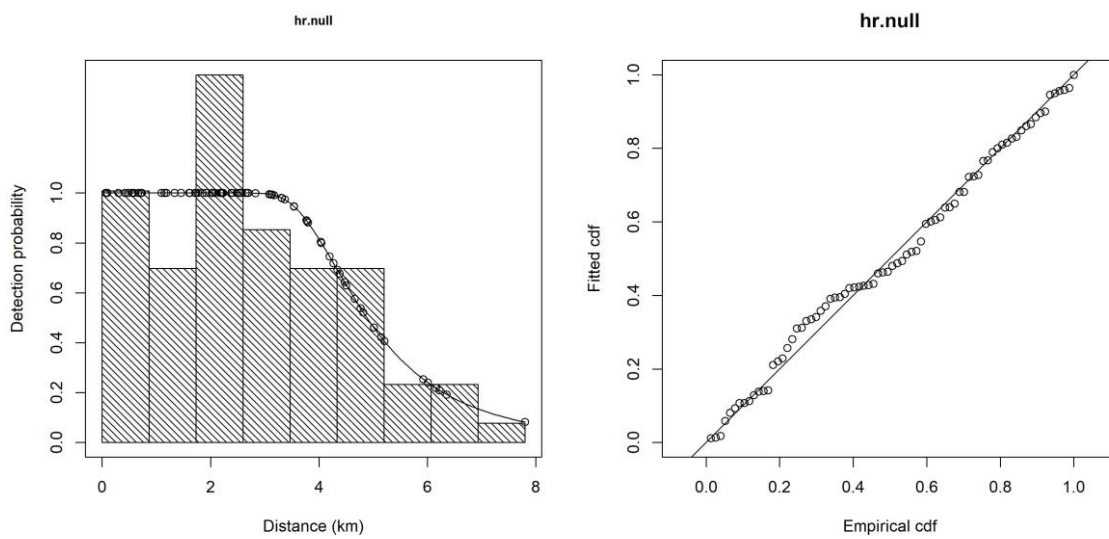 hr.null
Detection probability
1.0
0.8
0.6
0.4
0.2
0.0
0 2 4 6 8
Distance (km)
hr.null
Fitted cdf
1.0
0.8
0.6
0.4
0.2
0.0
0.0 0.2 0.4 0.6 0.8 1.0
Empirical cdf